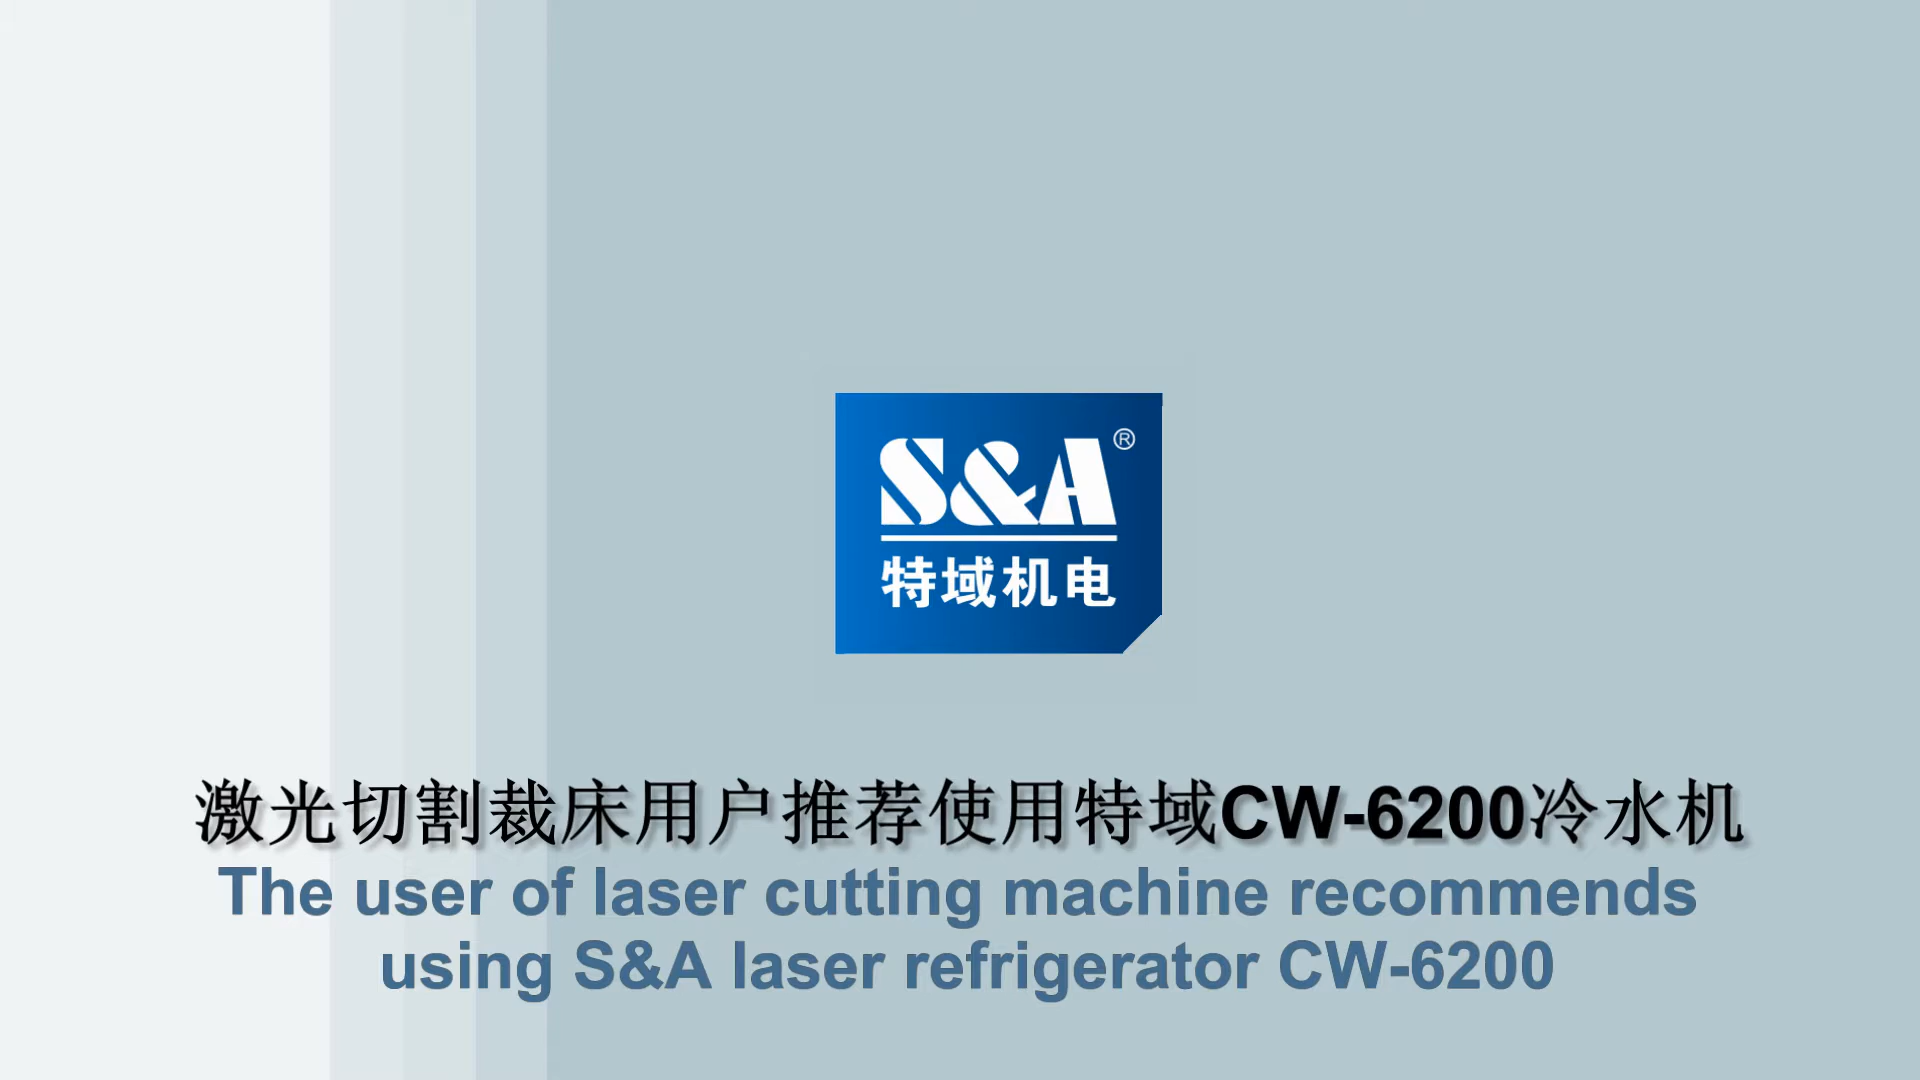 S&A®
特域机电
激光切割裁床用户推荐使用特域CW-6200冷水机
The user of laser cutting machine recommends
using S&A laser refrigerator CW-6200